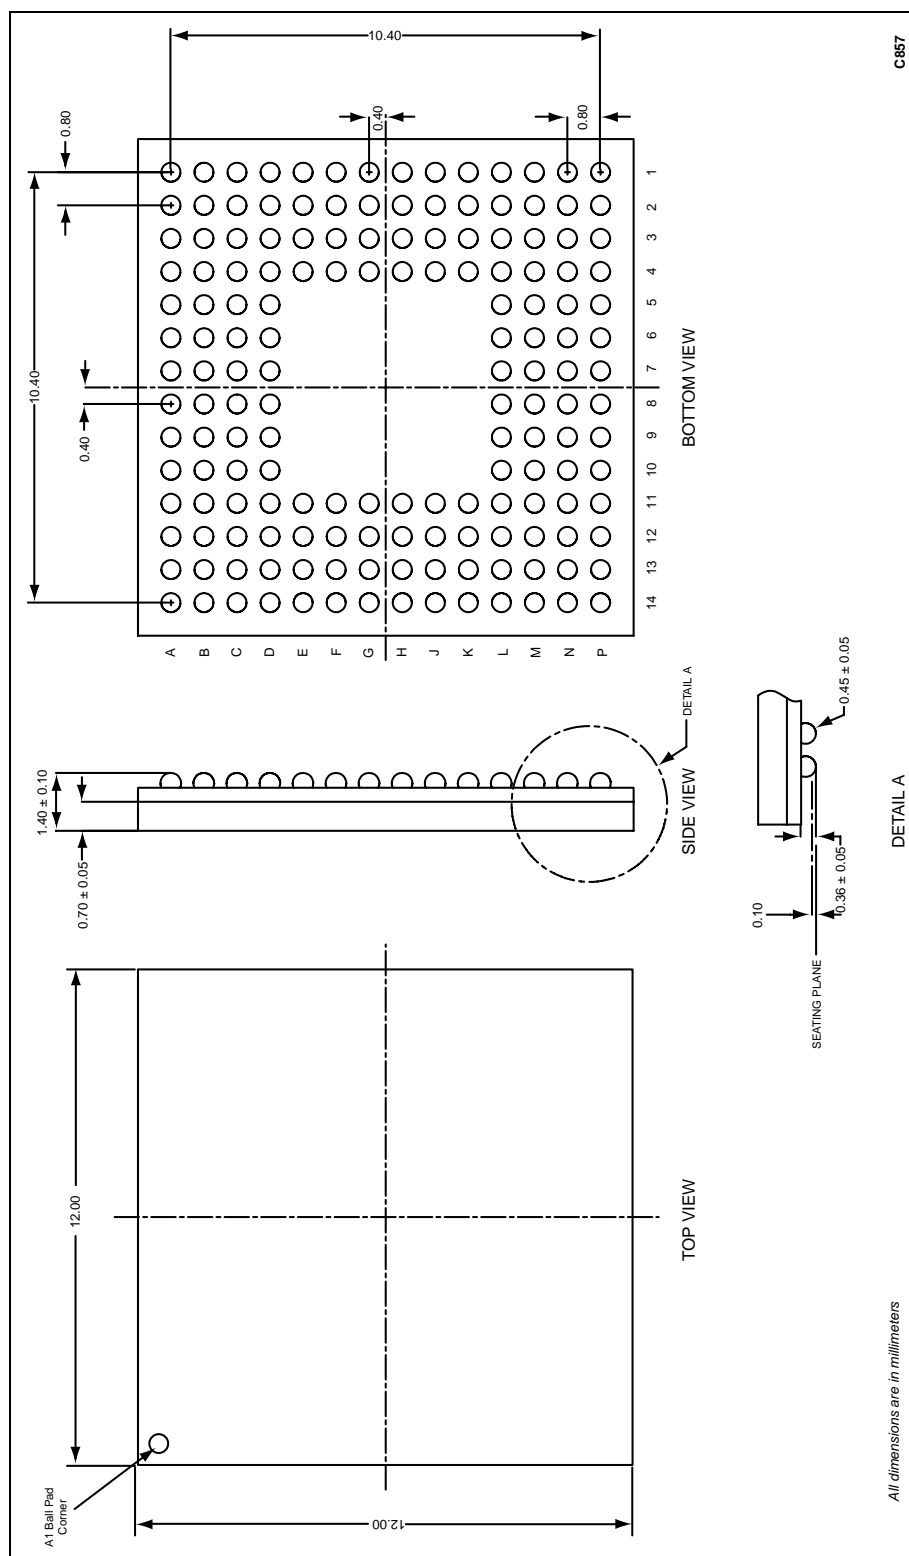 C857
10.40
0.80
0.40
0.80
1
2
3
4
5
6
7
8
9
10
11
12
13
14
10.40
0.40
A
B
C
D
E
F
G
H
J
K
L
M
N
P
BOTTOM VIEW
1.40 ± 0.10
0.70 ± 0.05
DETAIL A
SIDE VIEW
0.45 ± 0.05
0.36 ± 0.05
0.10
SEATING PLANE
DETAIL A
12.00
TOP VIEW
A1 Ball Pad
Corner
12.00
All dimensions are in millimeters